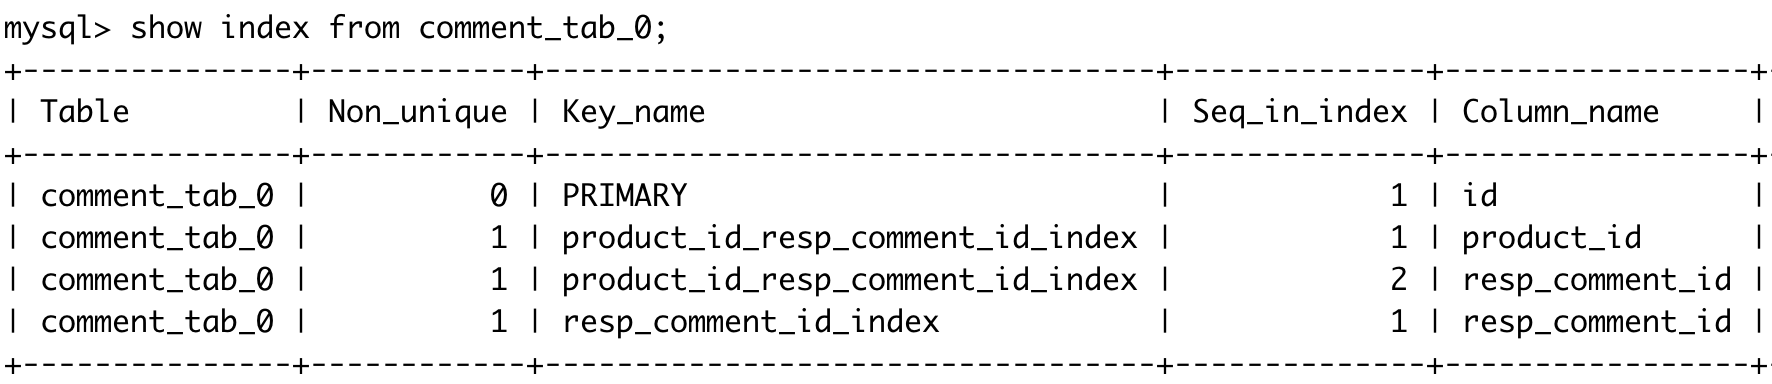 mysql> show index from comment_tab_0;
+---------------+------------+----------------------------------+--------------+-----------------+
| Table         | Non_unique | Key_name                         | Seq_in_index | Column_name     |
+---------------+------------+----------------------------------+--------------+-----------------+
| comment_tab_0 |          0 | PRIMARY                          |            1 | id              |
| comment_tab_0 |          1 | product_id_resp_comment_id_index |            1 | product_id      |
| comment_tab_0 |          1 | product_id_resp_comment_id_index |            2 | resp_comment_id |
| comment_tab_0 |          1 | resp_comment_id_index            |            1 | resp_comment_id |
+---------------+------------+----------------------------------+--------------+-----------------+